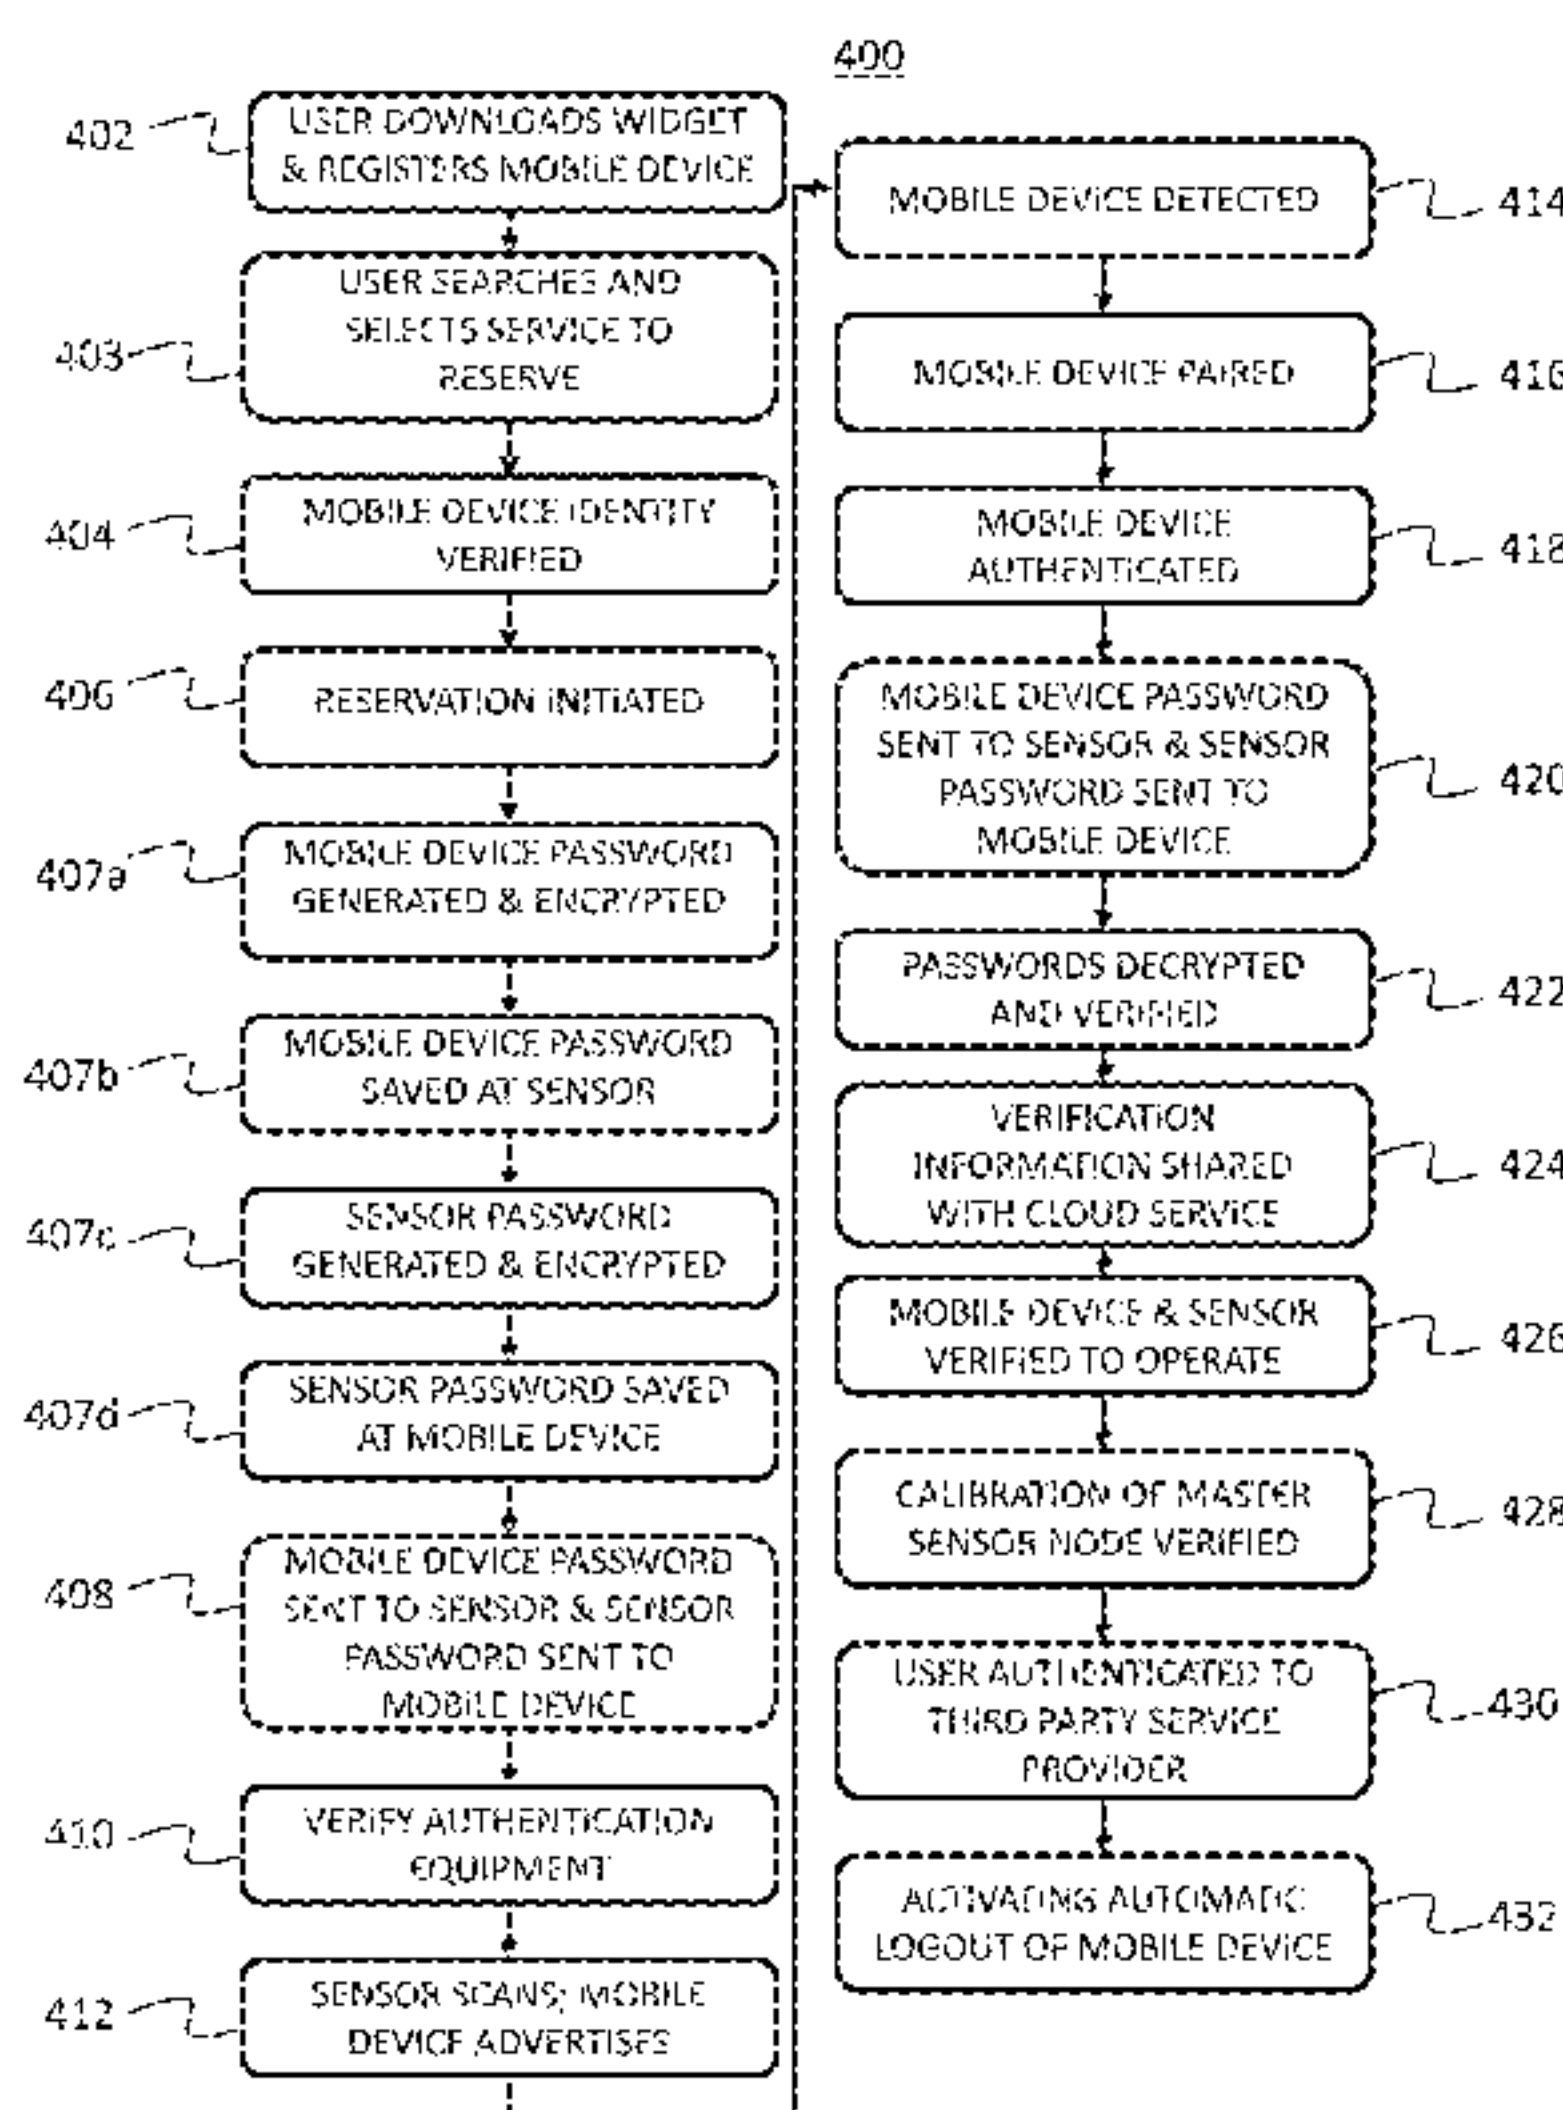 400
402
USER DOWNLOADS WIDGET
& REGISTERS MOBILE DEVICE
403
USER SEARCHES AND
SELECTS SERVICE TO
RESERVE
404
MOBILE DEVICE IDENTITY
VERIFIED
406
RESERVATION INITIATED
407a
MOBILE DEVICE PASSWORD
GENERATED & ENCRYPTED
407b
MOBILE DEVICE PASSWORD
SAVED AT SENSOR
407c
SENSOR PASSWORD
GENERATED & ENCRYPTED
407d
SENSOR PASSWORD SAVED
AT MOBILE DEVICE
408
MOBILE DEVICE PASSWORD
SENT TO SENSOR & SENSOR
PASSWORD SENT TO
MOBILE DEVICE
410
VERIFY AUTHENTICATION
EQUIPMENT
412
SENSOR SCANS; MOBILE
DEVICE ADVERTISES
MOBILE DEVICE DETECTED
414
MOBILE DEVICE PAIRED
416
MOBILE DEVICE
AUTHENTICATED
418
MOBILE DEVICE PASSWORD
SENT TO SENSOR & SENSOR
PASSWORD SENT TO
MOBILE DEVICE
420
PASSWORDS DECRYPTED
AND VERIFIED
422
VERIFICATION
INFORMATION SHARED
WITH CLOUD SERVICE
424
MOBILE DEVICE & SENSOR
VERIFIED TO OPERATE
426
CALIBRATION OF MASTER
SENSOR NODE VERIFIED
428
USER AUTHENTICATED TO
THIRD PARTY SERVICE
PROVIDER
430
ACTIVATING AUTOMATIC
LOGOUT OF MOBILE DEVICE
432